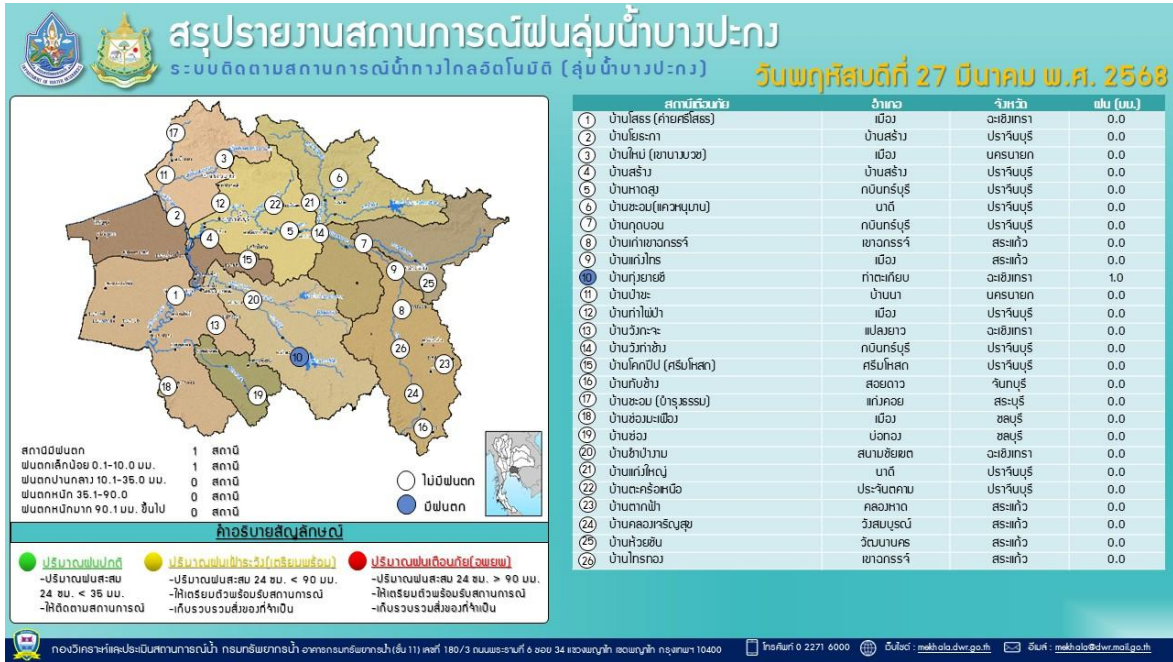 สรุปรายงานสถานการณ์ฝนลุ่มน้ำบางปะกง
ระบบติดตามสถานการณ์น้ำทางไกลอัตโนมัติ (ลุ่มน้ำบางปะกง)
วันพฤหัสบดีที่ 27 มีนาคม พ.ศ. 2568
สถานีเตือนภัย อำเภอ จังหวัด ฝน (มม.)
1 บ้านโสธร (ค่ายศรีโสธร) เมือง ฉะเชิงเทรา 0.0
2 บ้านโยธะกา บ้านสร้าง ปราจีนบุรี 0.0
3 บ้านใหม่ (เขานางบวช) เมือง นครนายก 0.0
4 บ้านสร้าง บ้านสร้าง ปราจีนบุรี 0.0
5 บ้านหาดสูง กบินทร์บุรี ปราจีนบุรี 0.0
6 บ้านชะอม(แควหนุมาน) นาดี ปราจีนบุรี 0.0
7 บ้านกุดบอน กบินทร์บุรี ปราจีนบุรี 0.0
8 บ้านเก่าเขาฉกรรจ์ เขาฉกรรจ์ สระแก้ว 0.0
9 บ้านแก่งไทร เมือง สระแก้ว 0.0
10 บ้านทุ่งยายชี ท่าตะเกียบ ฉะเชิงเทรา 1.0
11 บ้านป่าขะ บ้านนา นครนายก 0.0
12 บ้านท่าไผ่ป่า เมือง ปราจีนบุรี 0.0
13 บ้านวังกะจะ แปลงยาว ฉะเชิงเทรา 0.0
14 บ้านวังท่าช้าง กบินทร์บุรี ปราจีนบุรี 0.0
15 บ้านโคกปีป (ศรีมโหสถ) ศรีมโหสถ ปราจีนบุรี 0.0
16 บ้านทับช้าง สอยดาว จันทบุรี 0.0
17 บ้านชะอม (บำรุงธรรม) แก่งคอย สระบุรี 0.0
18 บ้านช่องมะเฟือง เมือง ชลบุรี 0.0
19 บ้านช่อง บ่อทอง ชลบุรี 0.0
20 บ้านชำป่างาม สนามชัยเขต ฉะเชิงเทรา 0.0
21 บ้านแก่งใหญ่ นาดี ปราจีนบุรี 0.0
22 บ้านตะคร้อเหนือ ประจันตคาม ปราจีนบุรี 0.0
23 บ้านตากฟ้า คลองหาด สระแก้ว 0.0
24 บ้านคลองเจริญสุข วังสมบูรณ์ สระแก้ว 0.0
25 บ้านห้วยชัน วัฒนานคร สระแก้ว 0.0
26 บ้านไทรทอง เขาฉกรรจ์ สระแก้ว 0.0
17
3
11
6
12
22
21
2
4
5
14
7
15
9
25
1
20
8
13
10
26
23
18
19
24
16
สถานีมีฝนตก 1 สถานี
ฝนตกเล็กน้อย 0.1-10.0 มม. 1 สถานี
ฝนตกปานกลาง 10.1-35.0 มม. 0 สถานี
ฝนตกหนัก 35.1-90.0 0 สถานี
ฝนตกหนักมาก 90.1 มม. ขึ้นไป 0 สถานี
ไม่มีฝนตก
มีฝนตก
คำอธิบายสัญลักษณ์
ปริมาณฝนปกติ
-ปริมาณฝนสะสม
24 ชม. < 35 มม.
-ให้ติดตามสถานการณ์
ปริมาณฝนเฝ้าระวัง(เตรียมพร้อม)
-ปริมาณฝนสะสม 24 ชม. < 90 มม.
-ให้เตรียมตัวพร้อมรับสถานการณ์
-เก็บรวบรวมสิ่งของที่จำเป็น
ปริมาณฝนเตือนภัย(อพยพ)
-ปริมาณฝนสะสม 24 ชม. > 90 มม.
-ให้เตรียมตัวพร้อมรับสถานการณ์
-เก็บรวบรวมสิ่งของที่จำเป็น
กองวิเคราะห์และประเมินสถานการณ์น้ำ กรมทรัพยากรน้ำ อาคารกรมทรัพยากรน้ำ (ชั้น 11) เลขที่ 180/3 ถนนพระรามที่ 6 ซอย 34 แขวงพญาไท เขตพญาไท กรุงเทพฯ 10400
โทรศัพท์ 0 2271 6000
เว็บไซต์ : mekhala.dwr.go.th
อีเมล์ : mekhala@dwr.mail.go.th